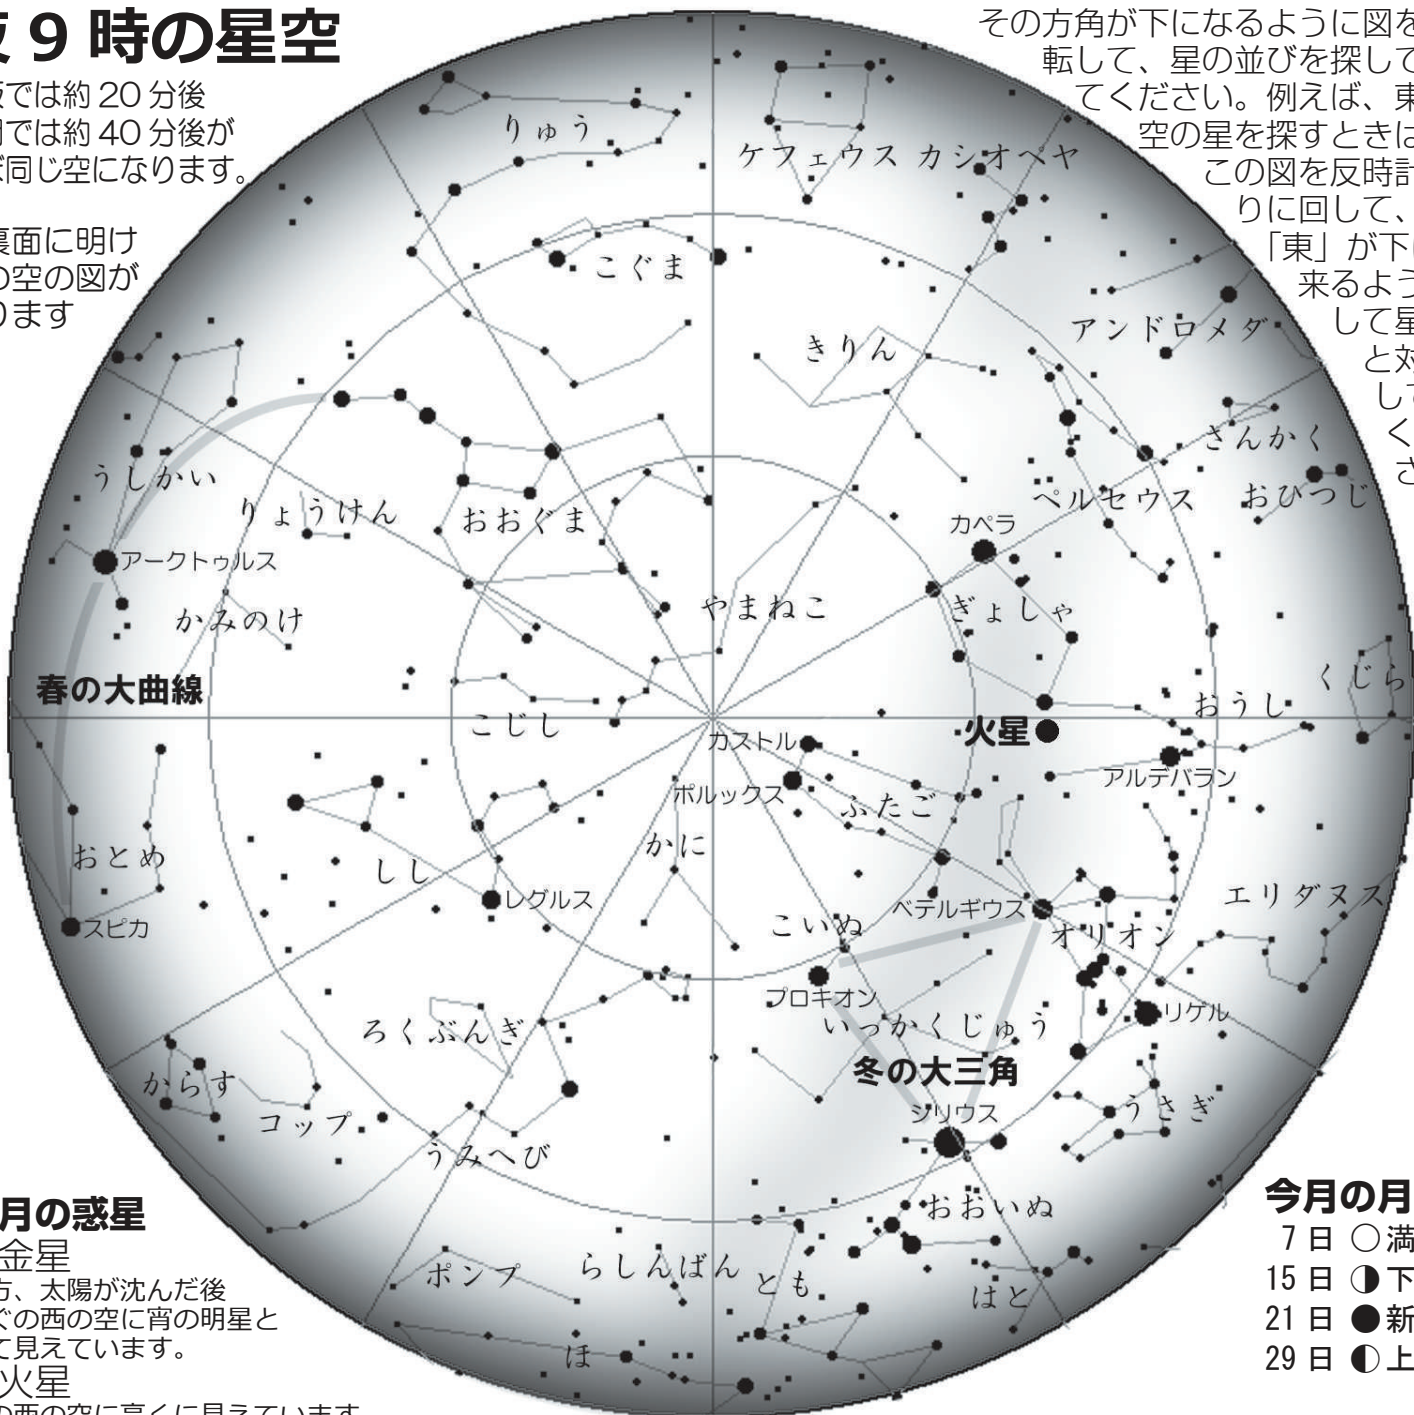 9 時の星空
では約 20 分後
では約 40 分後が
同じ空になります。
裏面に明け
の空の図が
ります
その方角が下になるように図を
転して、星の並びを探して
てください。例えば、東
空の星を探すときは
この図を反時計
りに回して、
「東」が下に
来るよう
して星
と対
して
く
さ
りゅう
ケフェウス
カシオペヤ
こぐま
きりん
アンドロメダ
さんかく
おひつじ
ペルセウス
うしかい
りょうけん
おおぐま
カペラ
アークトゥルス
かみのけ
やまねこ
ぎょしゃ
春の大曲線
こじし
カストル
火星
おうし
くじら
ポルックス
ふたご
アルデバラン
おとめ
しし
かに
スピカ
レグルス
こいぬ
ベテルギウス
オリオン
エリダヌス
プロキオン
リゲル
ろくぶんぎ
いっかくじゅう
冬の大三角
からす
コップ
うみへび
シリウス
うさぎ
おおいぬ
ポンプ
らしんばん
とも
はと
ほ
月の惑星
金星
方、太陽が沈んだ後
ぐの西の空に宵の明星と
て見えています。
火星
の西の空に高くに見えています
今月の月
7 日 ○満
15 日 ◑下
21 日 ●新
29 日 ◐上